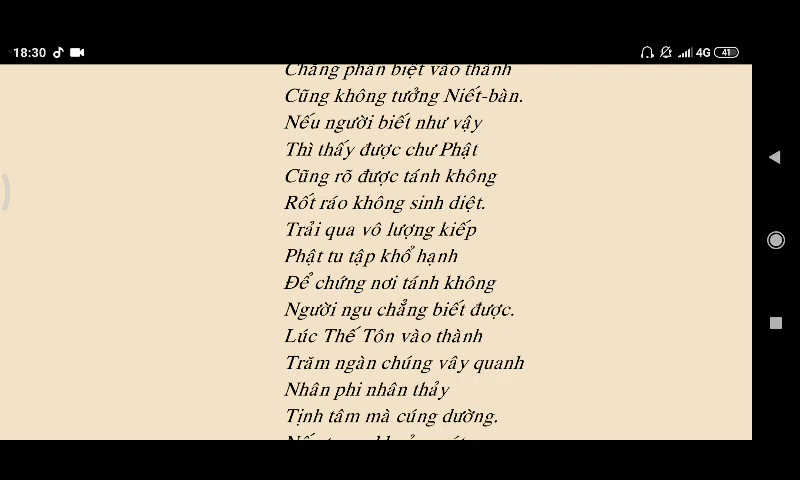 18:30
4G 41
Chẳng phân biệt vào thành
Cũng không tưởng Niết-bàn.
Nếu người biết như vậy
Thì thấy được chư Phật
Cũng rõ được tánh không
Rốt ráo không sinh diệt.
Trải qua vô lượng kiếp
Phật tu tập khổ hạnh
Để chứng nơi tánh không
Người ngu chẳng biết được.
Lúc Thế Tôn vào thành
Trăm ngàn chúng vây quanh
Nhân phi nhân thảy
Tịnh tâm mà cúng dường.